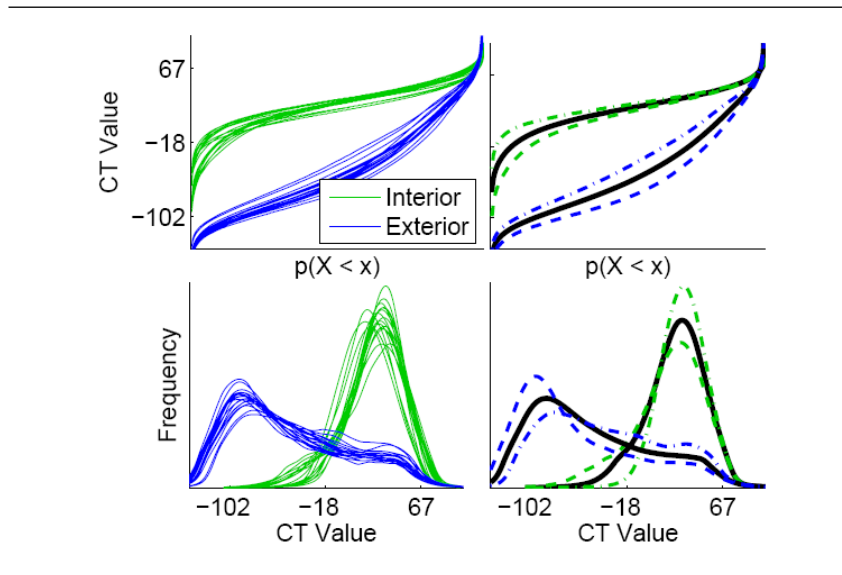 CT Value
67
−18
−102
Interior
Exterior
p(X < x)
p(X < x)
Frequency
−102
−18
67
CT Value
−102
−18
67
CT Value